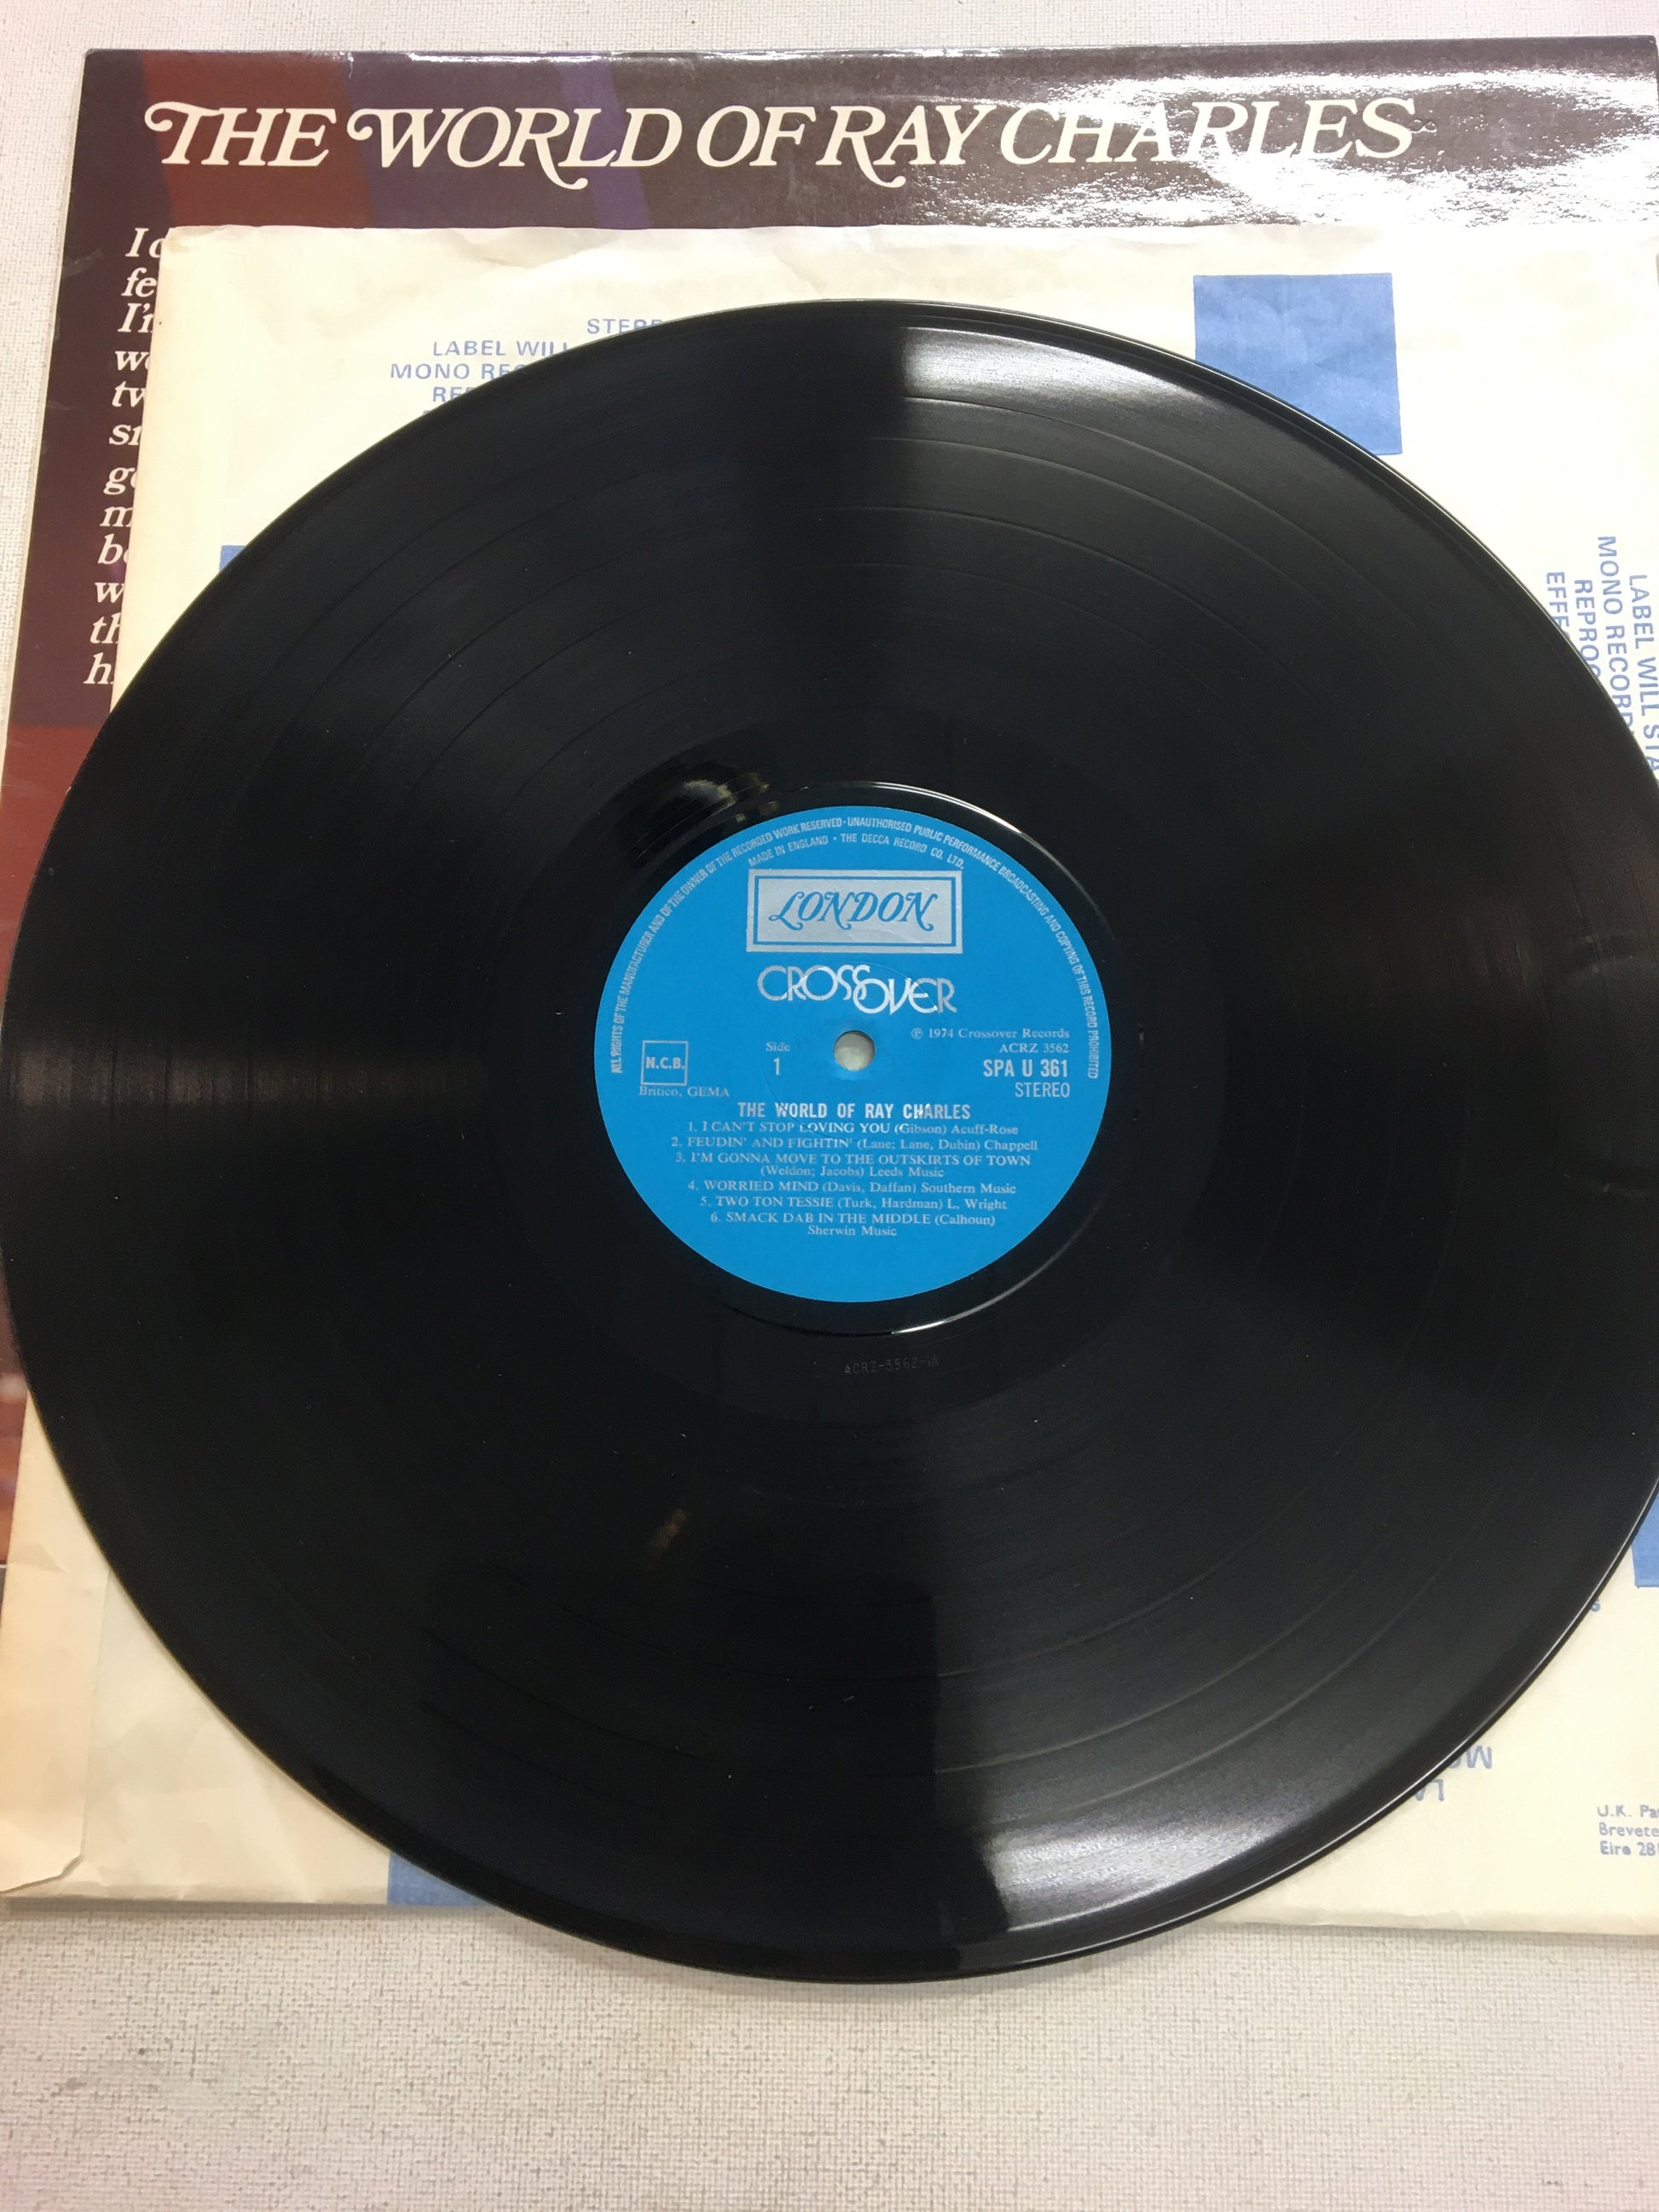 THE WORLD OF RAY CHARLES
I'm
LABEL WILL
MONO
LABEL WILL
MONO RECORD
ALL RIGHTS OF THE MANUFACTURER AND OF THE OWNER OF THE RECORDED WORK RESERVED · UNAUTHORISED PUBLIC PERFORMANCE BROADCASTING AND COPYING OF THIS RECORD PROHIBITED
MADE IN ENGLAND • THE DECCA RECORD CO. LTD.
LONDON
CROSSOVER
℗ 1974 Crossover Records
ACRZ 3562
N.C.B.
Side
1
SPA U 361
Britico, GEMA
STEREO
THE WORLD OF RAY CHARLES
1. I CAN'T STOP LOVING YOU (Gibson) Acuff-Rose
2. FEUDIN' AND FIGHTIN' (Lane; Lane, Dubin) Chappell
3. I'M GONNA MOVE TO THE OUTSKIRTS OF TOWN
(Weldon; Jacobs) Leeds Music
4. WORRIED MIND (Davis, Daffan) Southern Music
5. TWO TON TESSIE (Turk, Hardman) L. Wright
6. SMACK DAB IN THE MIDDLE (Calhoun)
Sherwin Music
ACRZ-3562-1A
U.K.
Eire